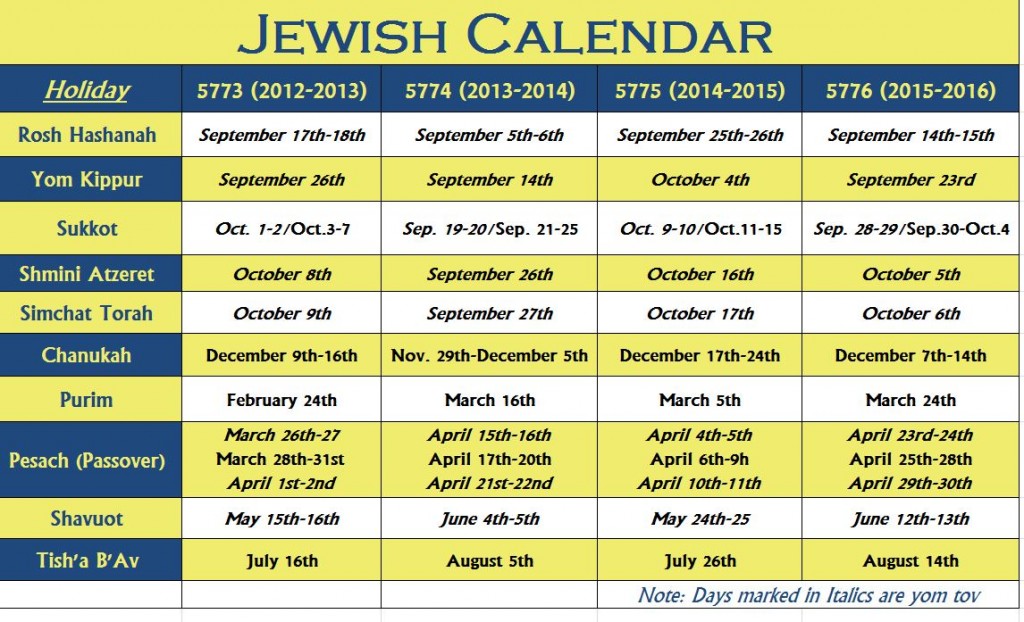 JEWISH CALENDAR
Holiday 5773 (2012-2013) 5774 (2013-2014) 5775 (2014-2015) 5776 (2015-2016)
Rosh Hashanah September 17th-18th September 5th-6th September 25th-26th September 14th-15th
Yom Kippur September 26th September 14th October 4th September 23rd
Sukkot Oct. 1-2/Oct.3-7 Sep. 19-20/Sep. 21-25 Oct. 9-10/Oct.11-15 Sep. 28-29/Sep.30-Oct.4
Shmini Atzeret October 8th September 26th October 16th October 5th
Simchat Torah October 9th September 27th October 17th October 6th
Chanukah December 9th-16th Nov. 29th-December 5th December 17th-24th December 7th-14th
Purim February 24th March 16th March 5th March 24th
March 26th-27 April 15th-16th April 4th-5th April 23rd-24th
Pesach (Passover) March 28th-31st April 17th-20th April 6th-9h April 25th-28th
April 1st-2nd April 21st-22nd April 10th-11th April 29th-30th
Shavuot May 15th-16th June 4th-5th May 24th-25 June 12th-13th
Tish'a B'Av July 16th August 5th July 26th August 14th
Note: Days marked in Italics are yom tov